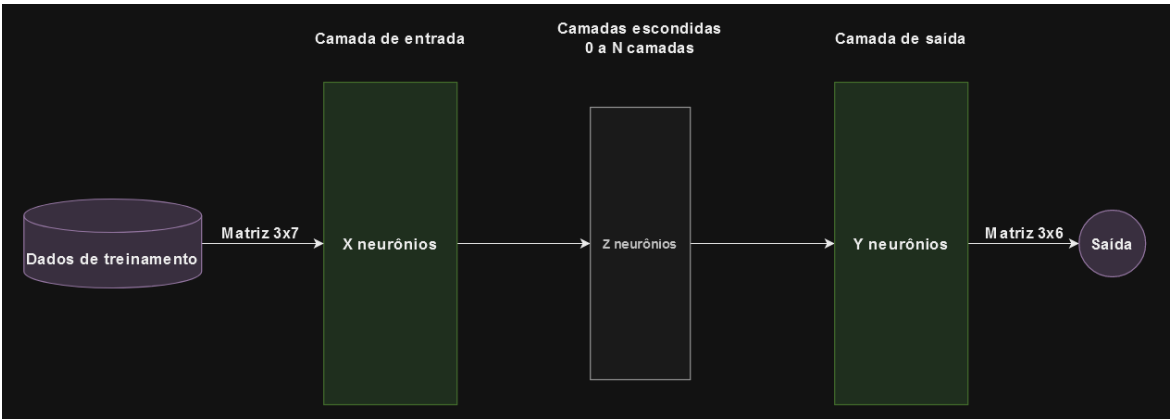 Camada de entrada
Camadas escondidas
0 a N camadas
Camada de saída
Dados de treinamento
Matriz 3x7
X neurônios
Z neurônios
Y neurônios
Matriz 3x6
Saída